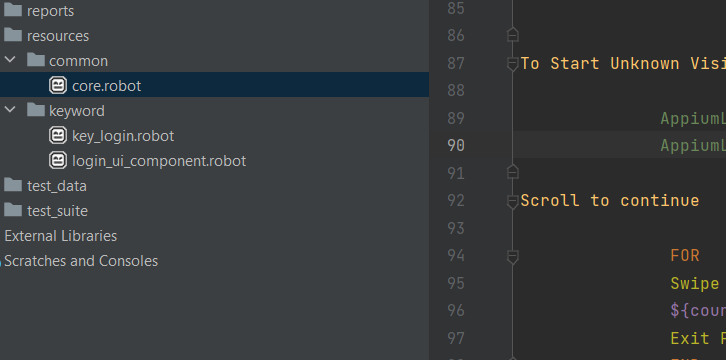 reports
resources
common
core.robot
keyword
key_login.robot
login_ui_component.robot
test_data
test_suite
External Libraries
Scratches and Consoles
85
86
87 To Start Unknown Visi
88
89 AppiumL
90 AppiumL
91
92 Scroll to continue
93
94 FOR
95 Swipe
96 ${coun
97 Exit F